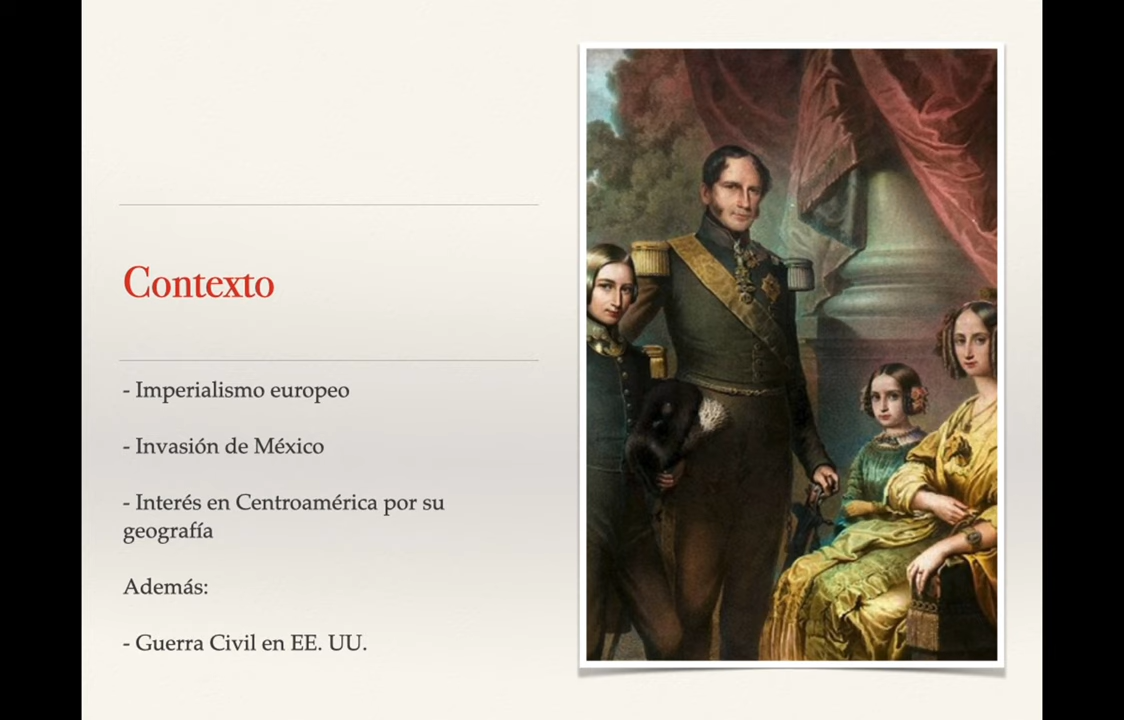 Contexto
- Imperialismo europeo
- Invasión de México
- Interés en Centroamérica por su
geografía
Además:
- Guerra Civil en EE. UU.